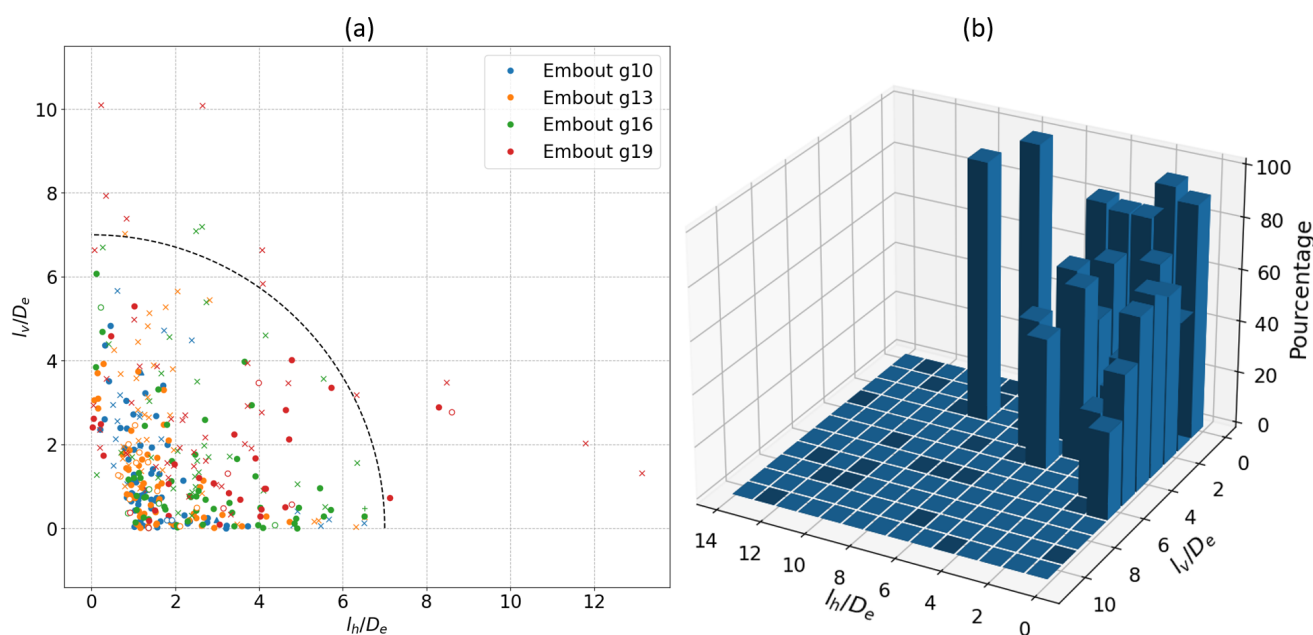 (a)
(b)
Embout g10
Embout g13
Embout g16
Embout g19
10
8
6
4
2
0
l_v/D_e
0 2 4 6 8 10 12
l_h/D_e
100
80
60
40
20
0
Pourcentage
14 12 10 8 6 4 2 0
l_h/D_e
10 8 6 4 2 0
l_v/D_e